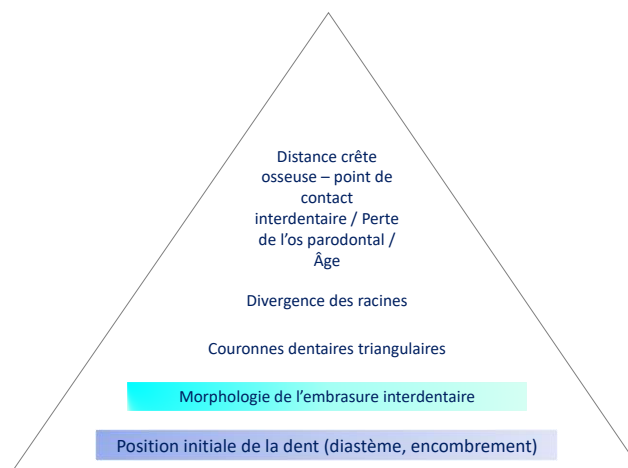 Distance crête
osseuse – point de
contact
interdentaire / Perte
de l’os parodontal /
Âge
Divergence des racines
Couronnes dentaires triangulaires
Morphologie de l’embrasure interdentaire
Position initiale de la dent (diastème, encombrement)